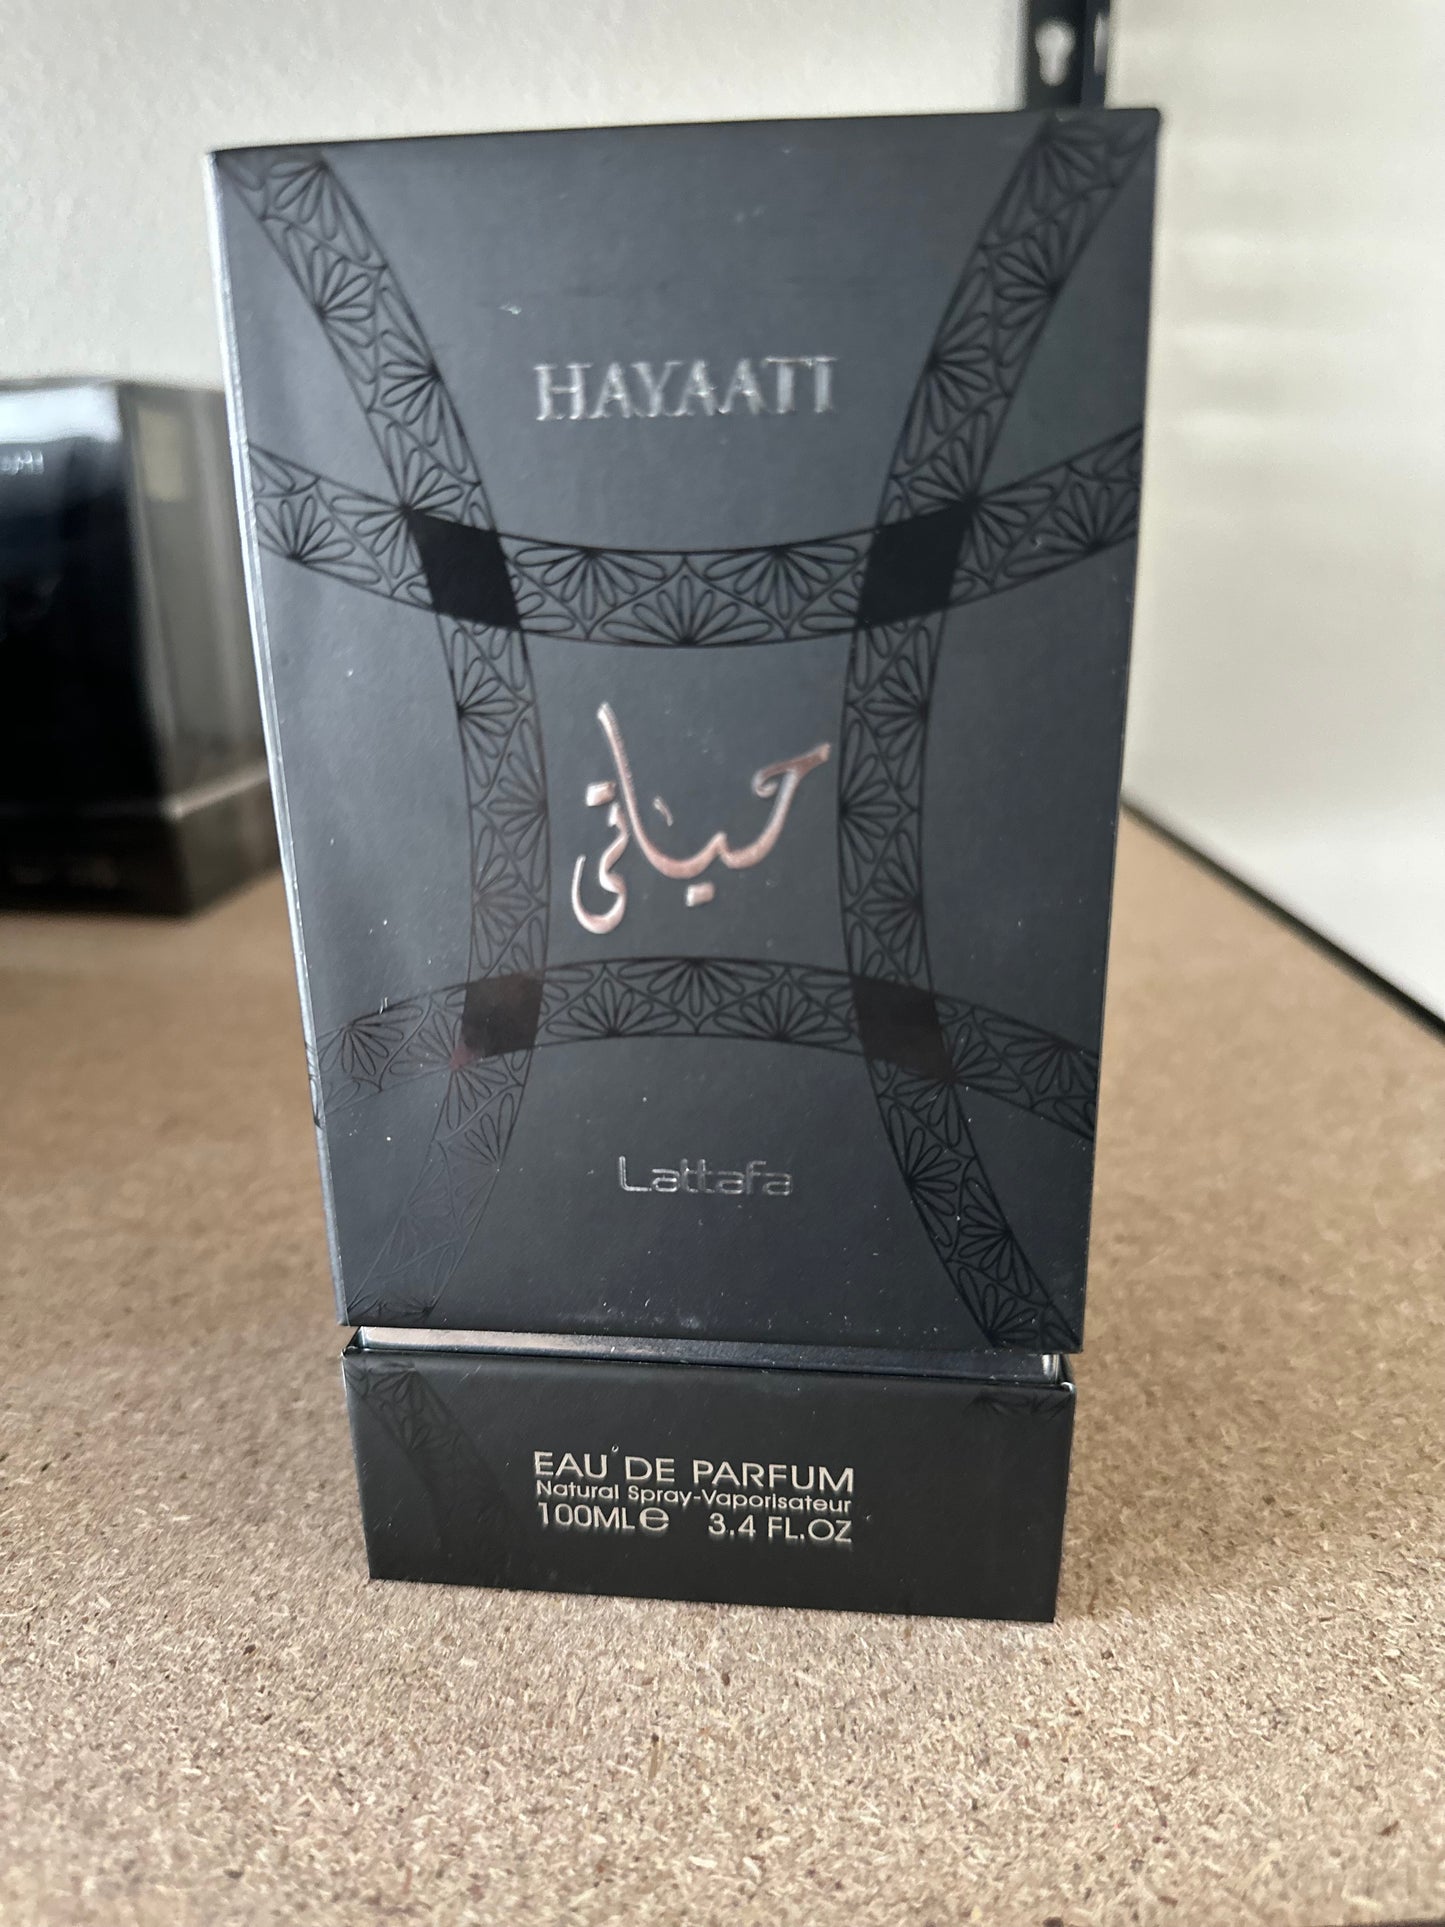 HAYAATI
حياتي
Lattafa
EAU DE PARFUM
Natural Spray-Vaporisateur
100ML e 3.4 FL.OZ